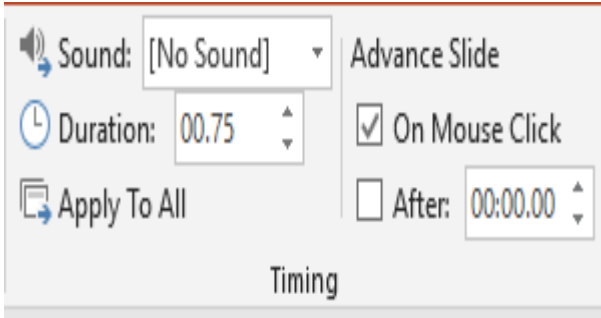 Sound: [No Sound]
Duration: 00.75
Apply To All
Advance Slide
On Mouse Click
After: 00:00.00
Timing